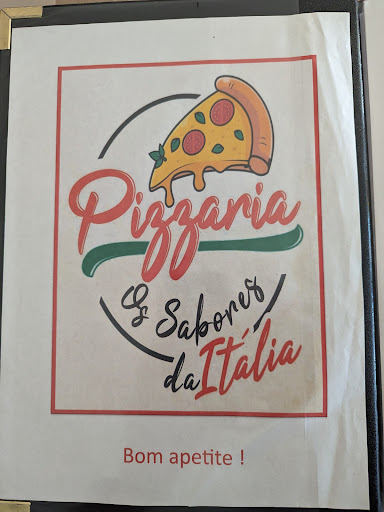 Pizzaria
& Sabores
da Itália
Bom apetite !